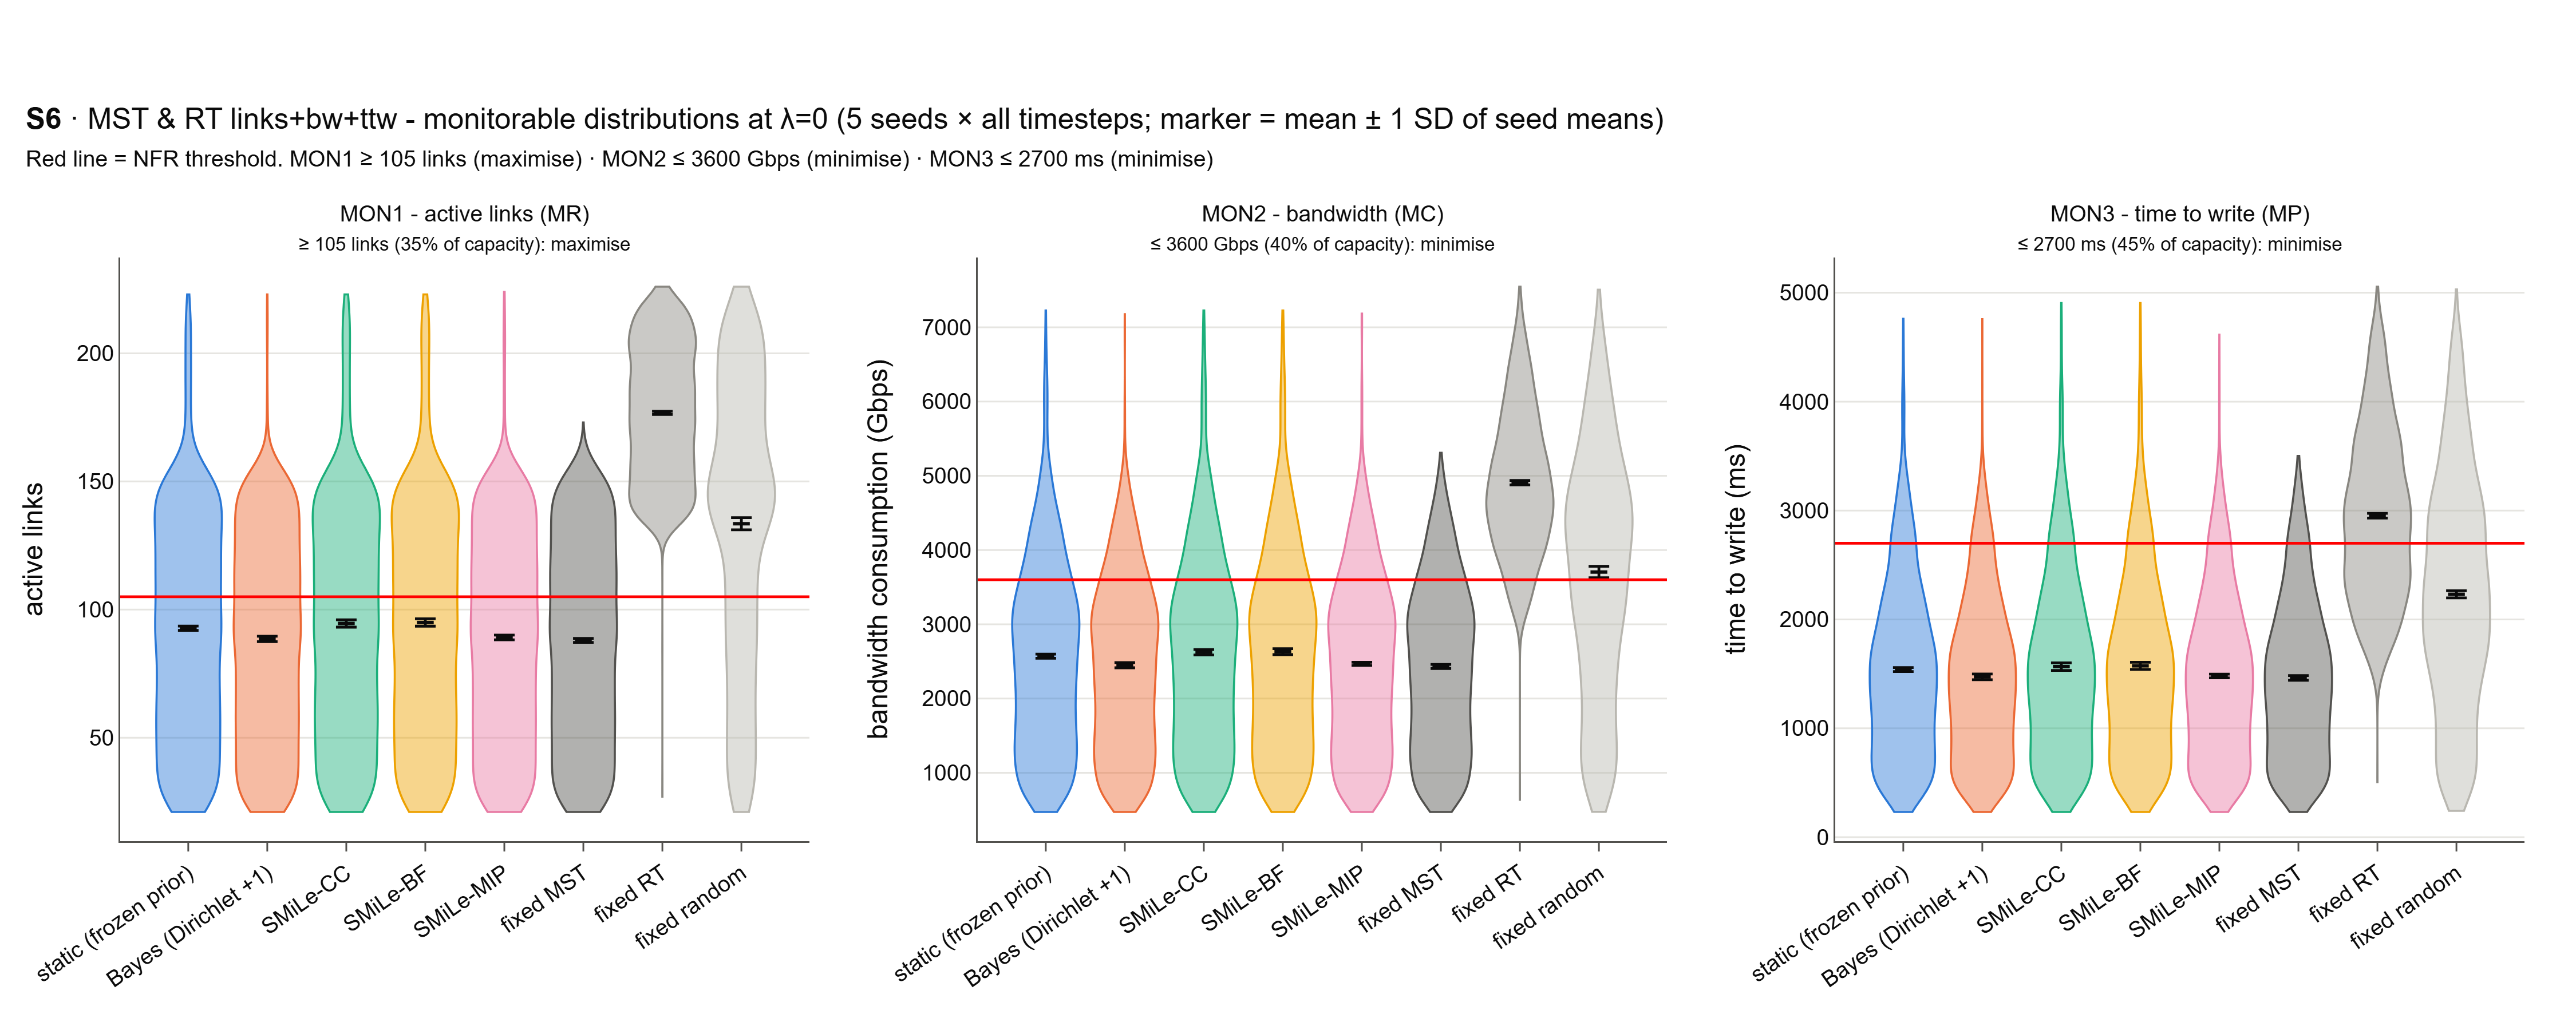 S6 · MST & RT links+bw+ttw - monitorable distributions at λ=0 (5 seeds × all timesteps; marker = mean ± 1 SD of seed means)
Red line = NFR threshold. MON1 ≥ 105 links (maximise) · MON2 ≤ 3600 Gbps (minimise) · MON3 ≤ 2700 ms (minimise)
MON1 - active links (MR)
≥ 105 links (35% of capacity): maximise
active links
200
150
100
50
static (frozen prior)
Bayes (Dirichlet +1)
SMiLe-CC
SMiLe-BF
SMiLe-MIP
fixed MST
fixed RT
fixed random
MON2 - bandwidth (MC)
≤ 3600 Gbps (40% of capacity): minimise
bandwidth consumption (Gbps)
7000
6000
5000
4000
3000
2000
1000
static (frozen prior)
Bayes (Dirichlet +1)
SMiLe-CC
SMiLe-BF
SMiLe-MIP
fixed MST
fixed RT
fixed random
MON3 - time to write (MP)
≤ 2700 ms (45% of capacity): minimise
time to write (ms)
5000
4000
3000
2000
1000
0
static (frozen prior)
Bayes (Dirichlet +1)
SMiLe-CC
SMiLe-BF
SMiLe-MIP
fixed MST
fixed RT
fixed random